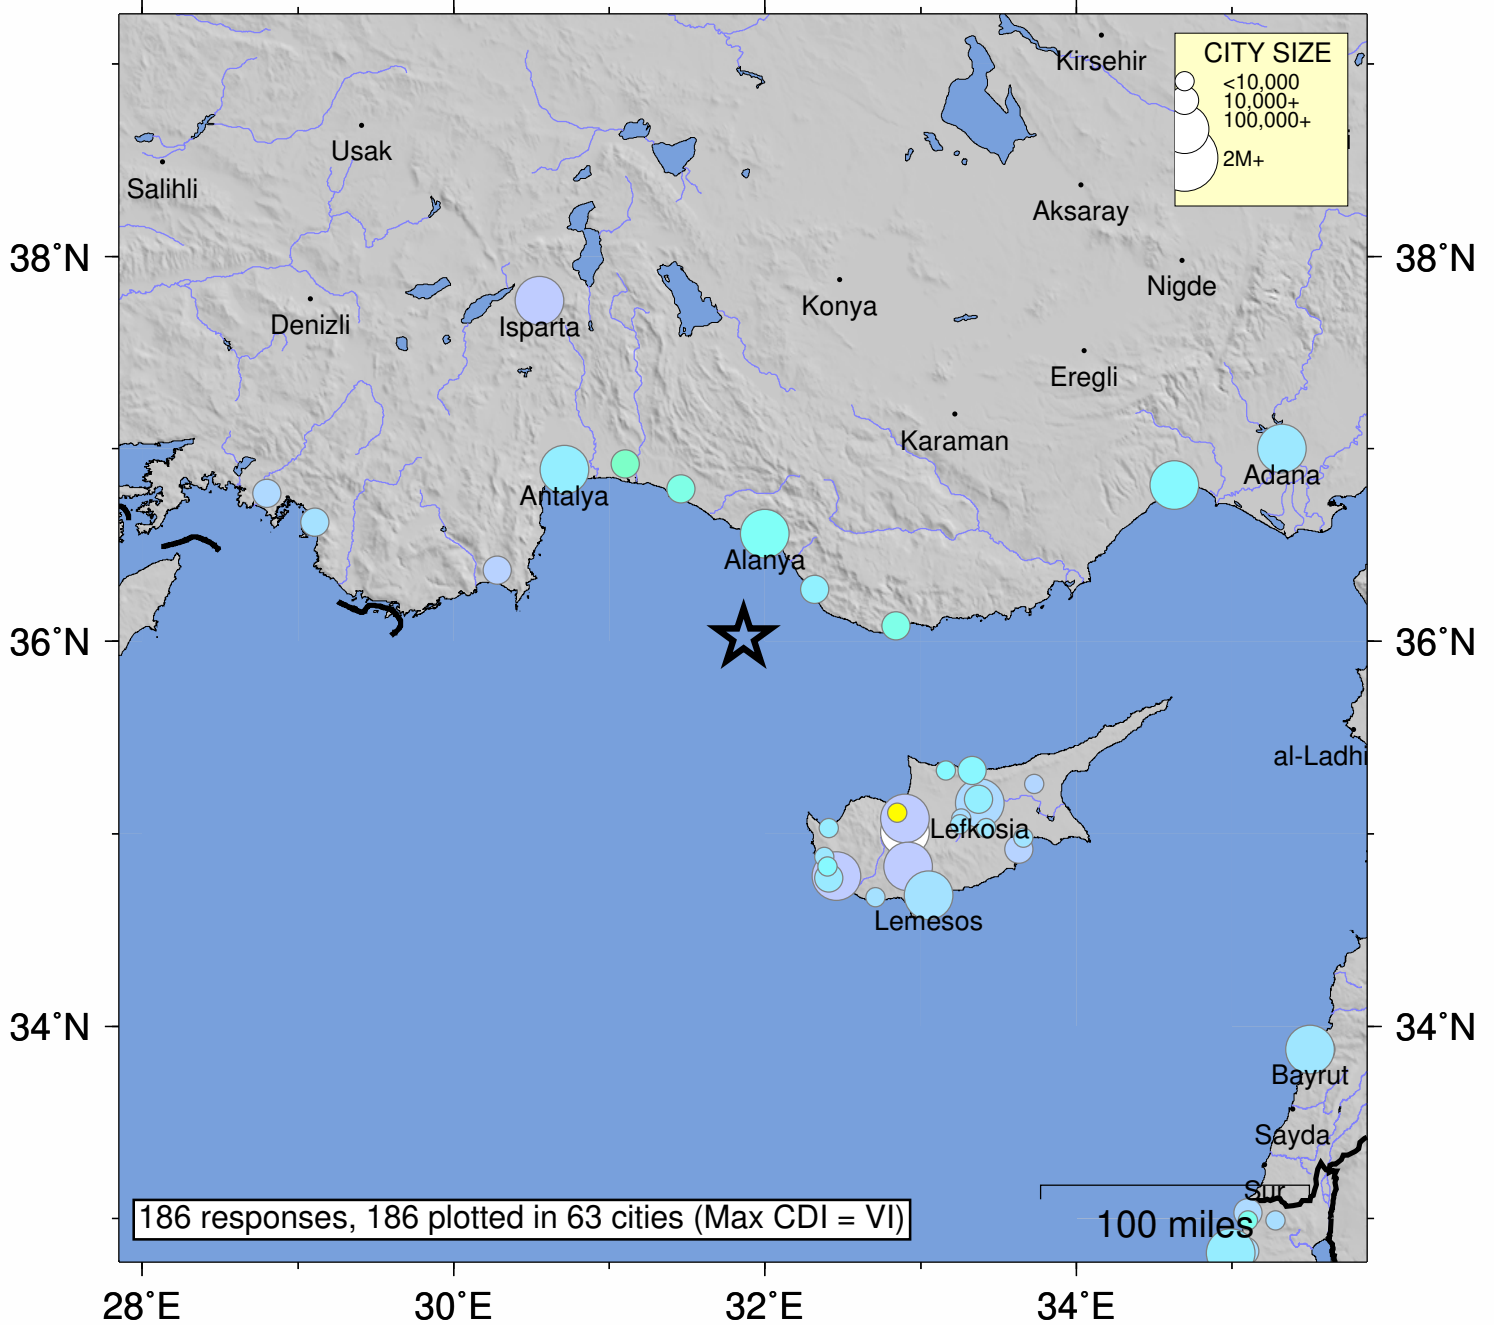 Kirsehir
CITY SIZE
<10,000
10,000+
100,000+
2M+
i
Usak
Salihli
Aksaray
38°N
38°N
Nigde
Konya
Denizli
Isparta
Eregli
Karaman
Adana
Antalya
Alanya
36°N
36°N
al-Ladhi
Lefkosia
Lemesos
34°N
34°N
Bayrut
Sayda
Sur
186 responses, 186 plotted in 63 cities (Max CDI = VI)
100 miles
28°E
30°E
32°E
34°E